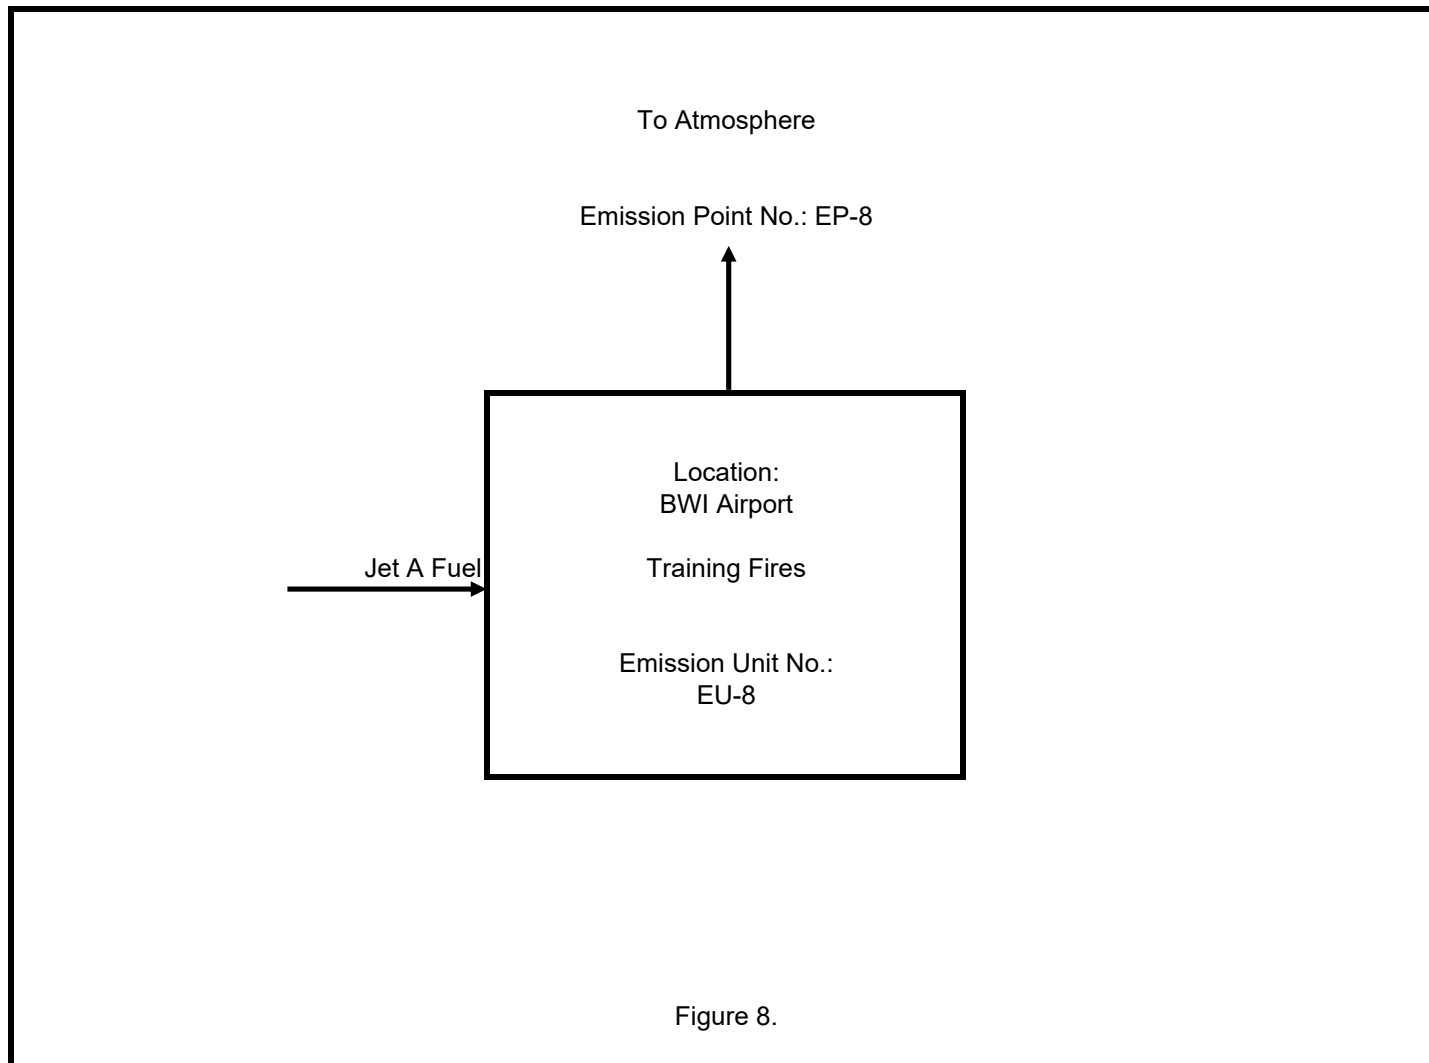 To Atmosphere
Emission Point No.: EP-8
Location:
BWI Airport
Jet A Fuel
Training Fires
Emission Unit No.:
EU-8
Figure 8.